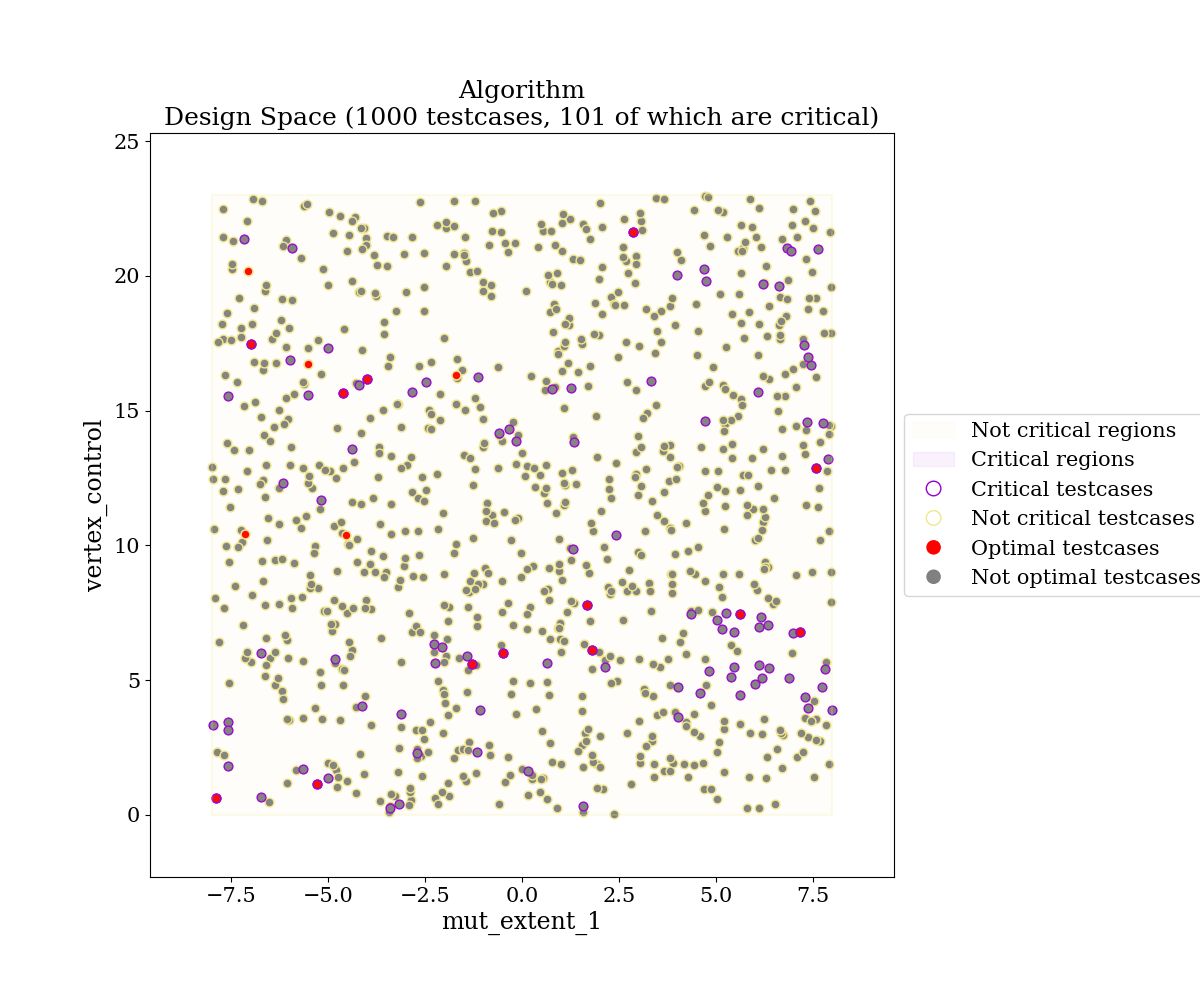 Algorithm
Design Space (1000 testcases, 101 of which are critical)
25
20
15
10
5
0
vertex_control
−7.5
−5.0
−2.5
0.0
2.5
5.0
7.5
mut_extent_1
Not critical regions
Critical regions
Critical testcases
Not critical testcases
Optimal testcases
Not optimal testcases